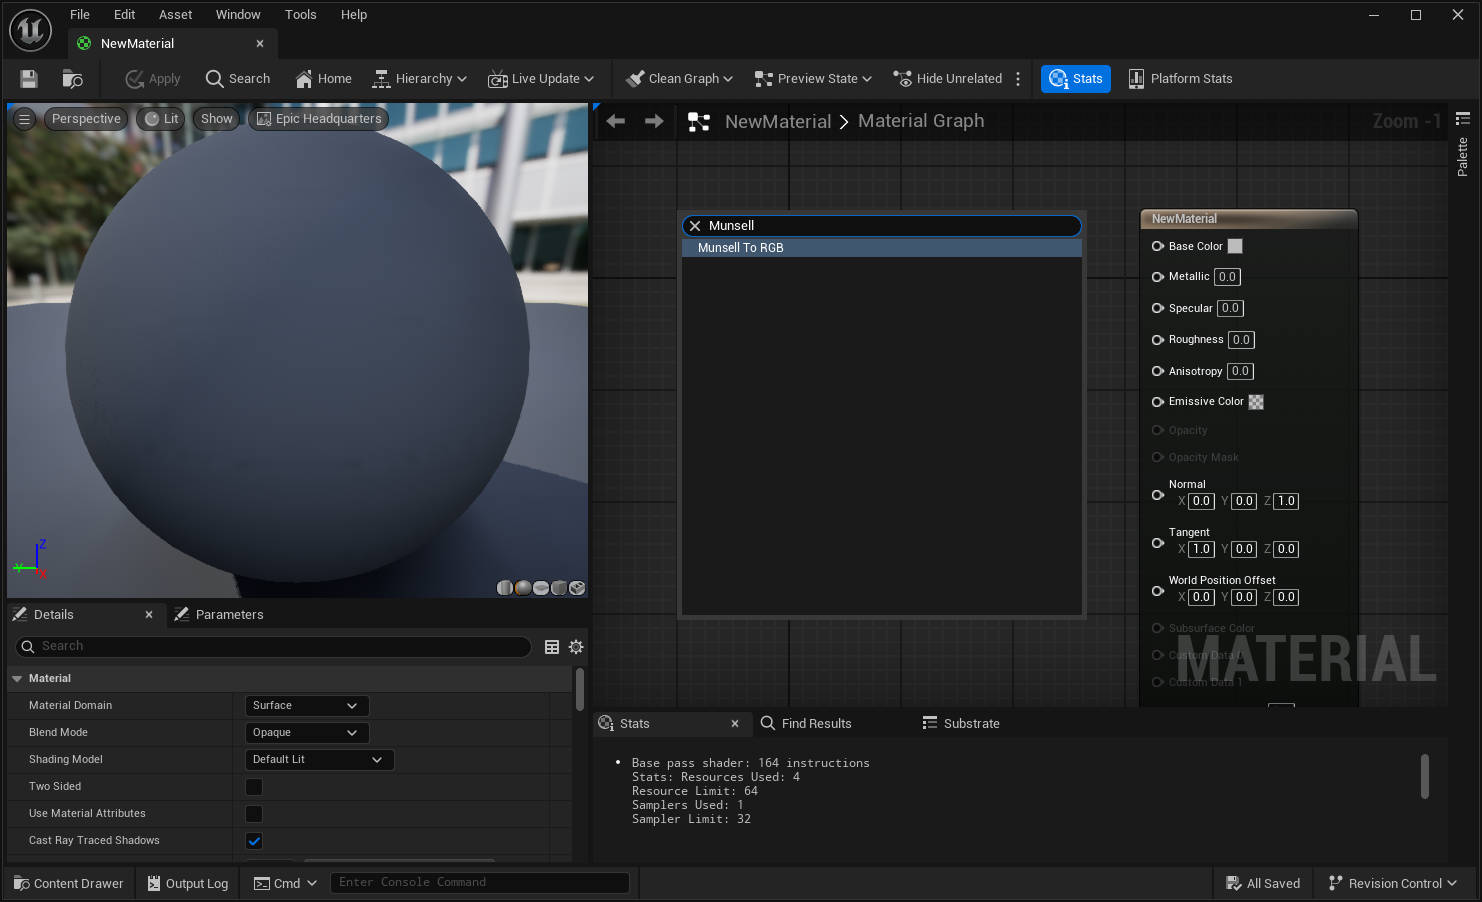 File Edit Asset Window Tools Help
NewMaterial
Apply Search Home Hierarchy Live Update Clean Graph Preview State Hide Unrelated Stats Platform Stats
Perspective Lit Show Epic Headquarters
NewMaterial > Material Graph
Zoom -1
Palette
Munsell
Munsell To RGB
NewMaterial
Base Color
Metallic 0.0
Specular 0.0
Roughness 0.0
Anisotropy 0.0
Emissive Color
Opacity
Opacity Mask
Normal
X 0.0 Y 0.0 Z 1.0
Tangent
X 1.0 Y 0.0 Z 0.0
World Position Offset
X 0.0 Y 0.0 Z 0.0
Subsurface Color
Custom Data 0
Custom Data 1
MATERIAL
Z
Y
X
Details Parameters
Search
Material
Material Domain Surface
Blend Mode Opaque
Shading Model Default Lit
Two Sided
Use Material Attributes
Cast Ray Traced Shadows
Stats Find Results Substrate
Base pass shader: 164 instructions
Stats: Resources Used: 4
Resource Limit: 64
Samplers Used: 1
Sampler Limit: 32
Content Drawer Output Log Cmd Enter Console Command All Saved Revision Control